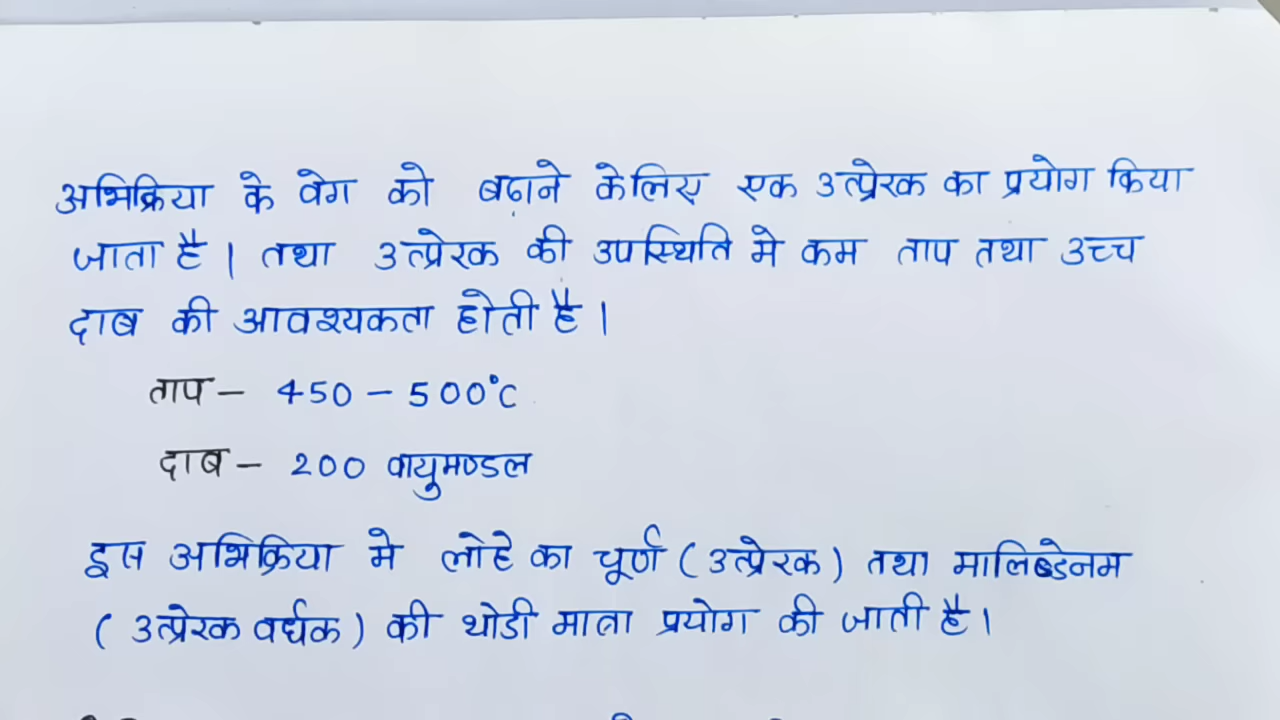 अभिक्रिया के वेग को बढ़ाने केलिए एक उत्प्रेरक का प्रयोग किया
जाता है । तथा उत्प्रेरक की उपस्थिति मे कम ताप तथा उच्च
दाब की आवश्यकता होती है ।
ताप – 450 – 500°C
दाब – 200 वायुमण्डल
इस अभिक्रिया मे लोहे का चूर्ण ( उत्प्रेरक ) तथा मालिब्डेनम
( उत्प्रेरक वर्धक ) की थोडी मात्रा प्रयोग की जाती है ।